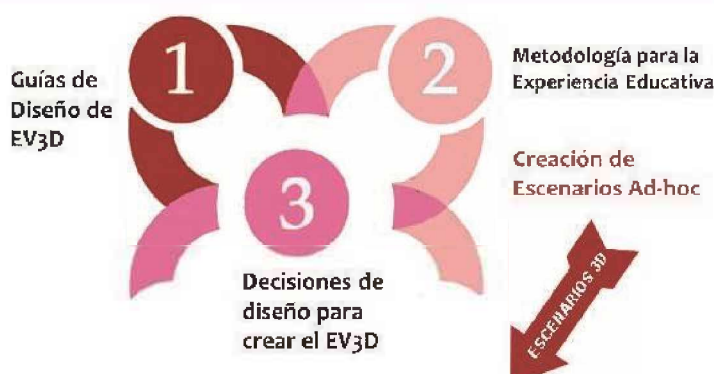 1
Guías de
Diseño de
EV3D
2
Metodología para la
Experiencia Educativa
Creación de
Escenarios Ad-hoc
3
Decisiones de
diseño para
crear el EV3D
ESCENARIOS 3D